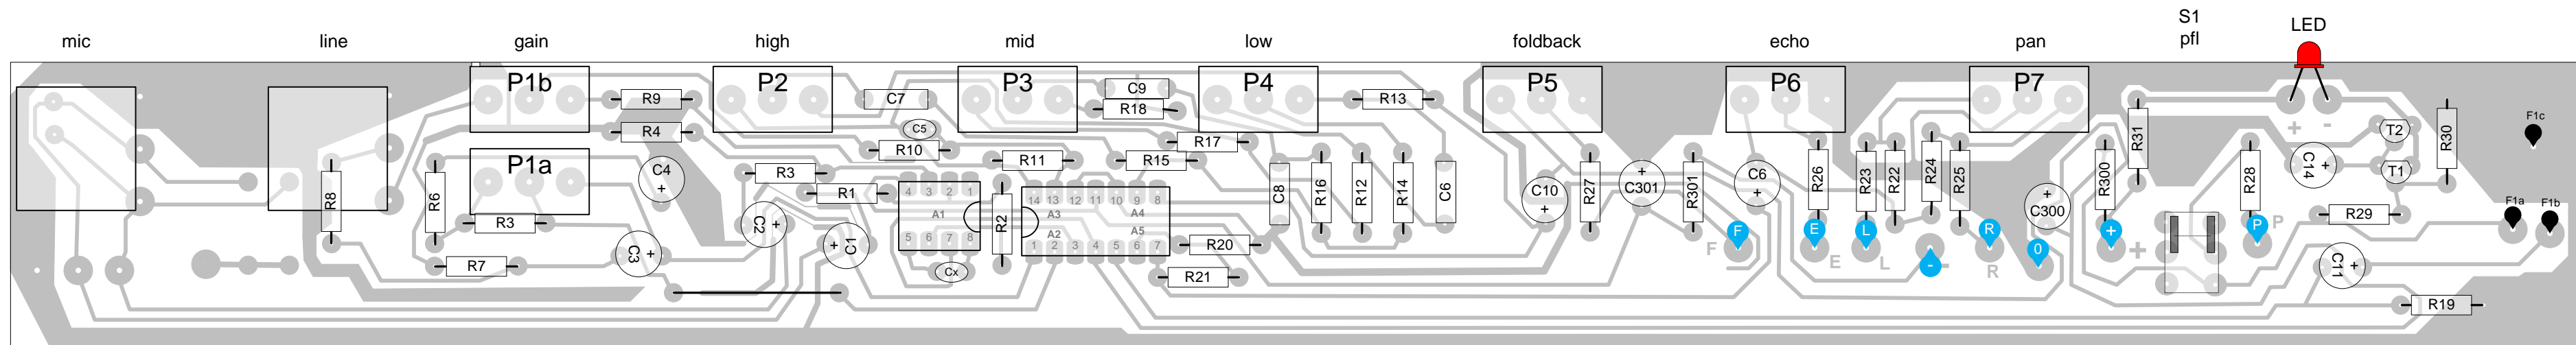 mic line gain high mid low foldback echo pan S1 pfl LED
P1b P2 P3 P4 P5 P6 P7
R9 C7 C9 R18 R13
R4 C5 R17 R31 + - T2 R30 F1c
P1a C4 + R3 R10 R11 R15 C14 + T1
R8 R6 R3 R1 4 3 2 1 R2 14 13 12 11 10 9 8 C8 R16 R12 R14 C6 C10 + R27 + C301 R301 C6 + R26 R23 R22 R24 R25 + C300 R300 R28
A1 A3 A4 R29 F1a F1b
C2 + 5 6 7 8 A2 A5 F E L R 0 + P P
R7 C3 + C1 + Cx 1 2 3 4 5 6 7 R20 F E L - - R + C11 +
R21 R19